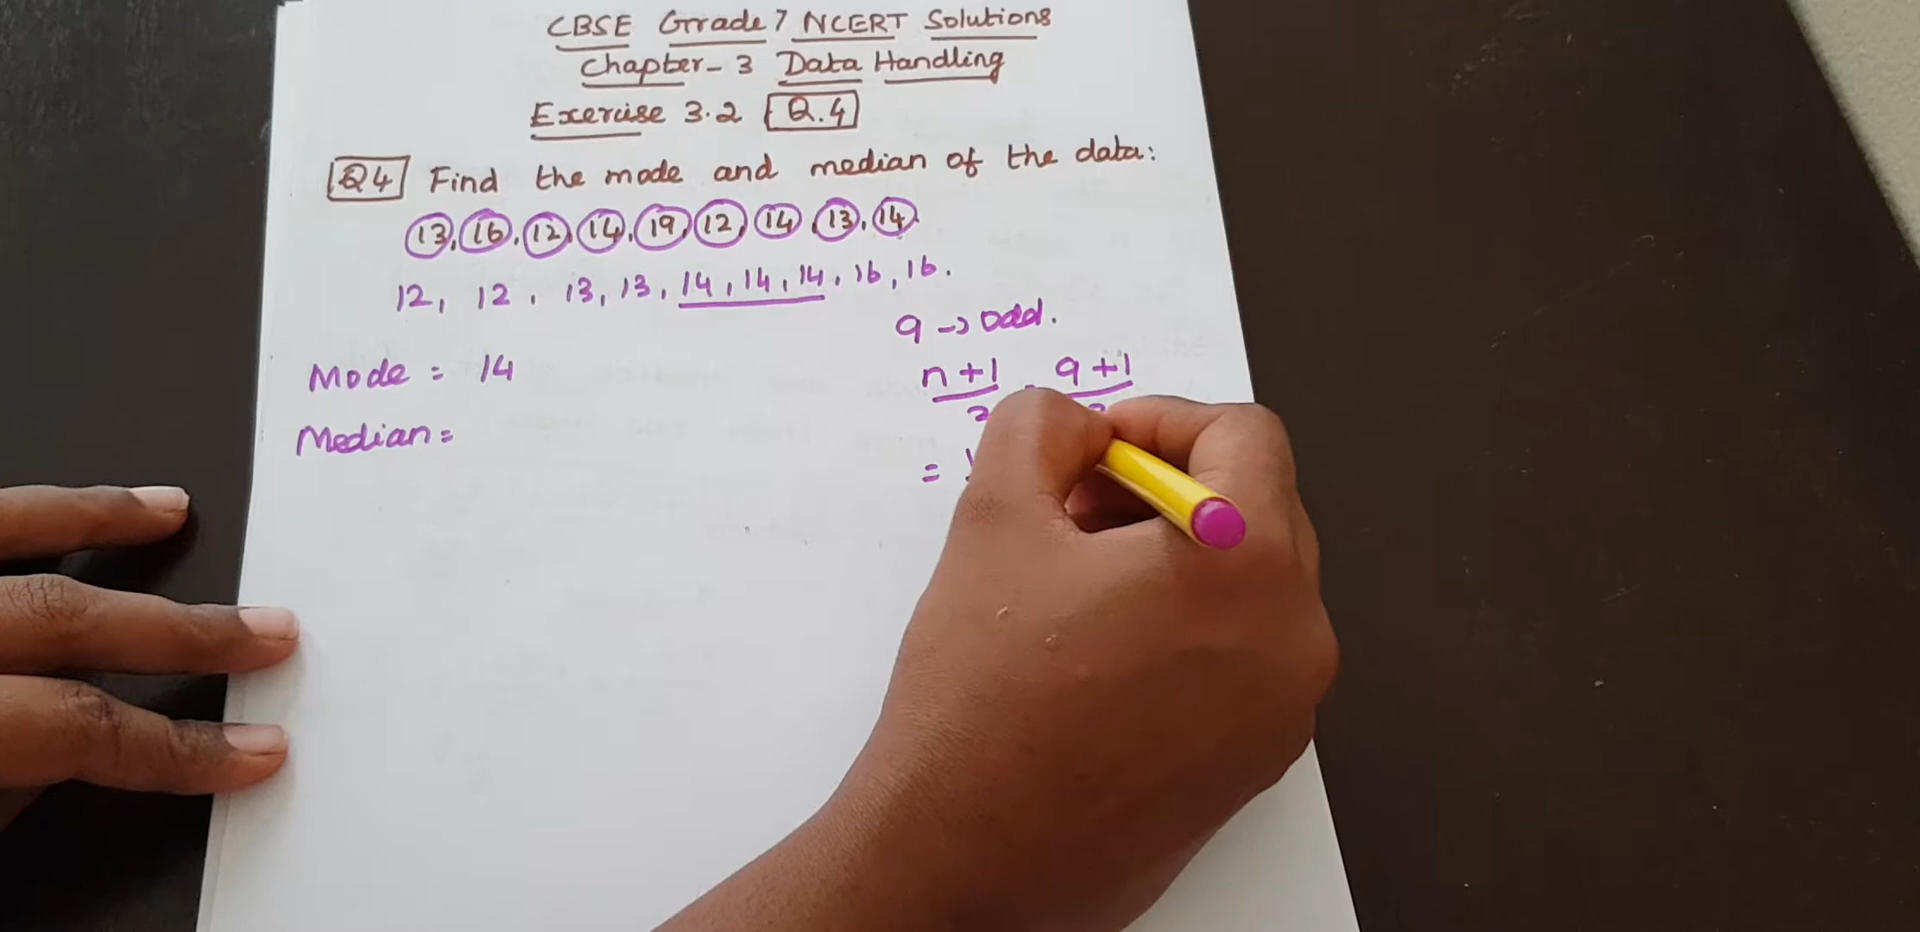 CBSE Grade 7 NCERT Solutions
Chapter-3 Data Handling
Exercise 3.2 Q.4
Q4 Find the mode and median of the data:
13, 16, 12, 14, 19, 12, 14, 13, 14.
12, 12, 13, 13, 14, 14, 14, 16, 16.
9 → Odd.
Mode = 14
n+1 9+1
2
Median =
=